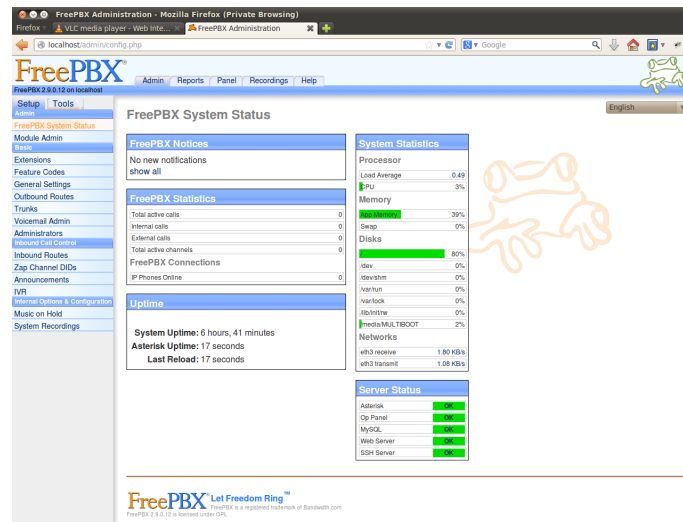 FreePBX Administration - Mozilla Firefox (Private Browsing)
Firefox
VLC media player - Web Inte...
FreePBX Administration
localhost/admin/config.php
Google
FreePBX®
FreePBX 2.9.0.12 on localhost
Admin
Reports
Panel
Recordings
Help
English
Setup
Tools
Admin
FreePBX System Status
Module Admin
Basic
Extensions
Feature Codes
General Settings
Outbound Routes
Trunks
Voicemail Admin
Administrators
Inbound Call Control
Inbound Routes
Zap Channel DIDs
Announcements
IVR
Internal Options & Configuration
Music on Hold
System Recordings
FreePBX System Status
FreePBX Notices
No new notifications
show all
FreePBX Statistics
Total active calls 0
Internal calls 0
External calls 0
Total active channels 0
FreePBX Connections
IP Phones Online 0
Uptime
System Uptime: 6 hours, 41 minutes
Asterisk Uptime: 17 seconds
Last Reload: 17 seconds
System Statistics
Processor
Load Average 0.49
CPU 3%
Memory
App Memory 39%
Swap 0%
Disks
/ 80%
/dev 0%
/dev/shm 0%
/var/run 0%
/var/lock 0%
/lib/init/rw 0%
/media/MULTIBOOT 2%
Networks
eth3 receive 1.80 KB/s
eth3 transmit 1.08 KB/s
Server Status
Asterisk OK
Op Panel OK
MySQL OK
Web Server OK
SSH Server OK
FreePBX® Let Freedom Ring™
FreePBX is a registered trademark of Bandwidth.com
FreePBX 2.9.0.12 is licensed under GPL